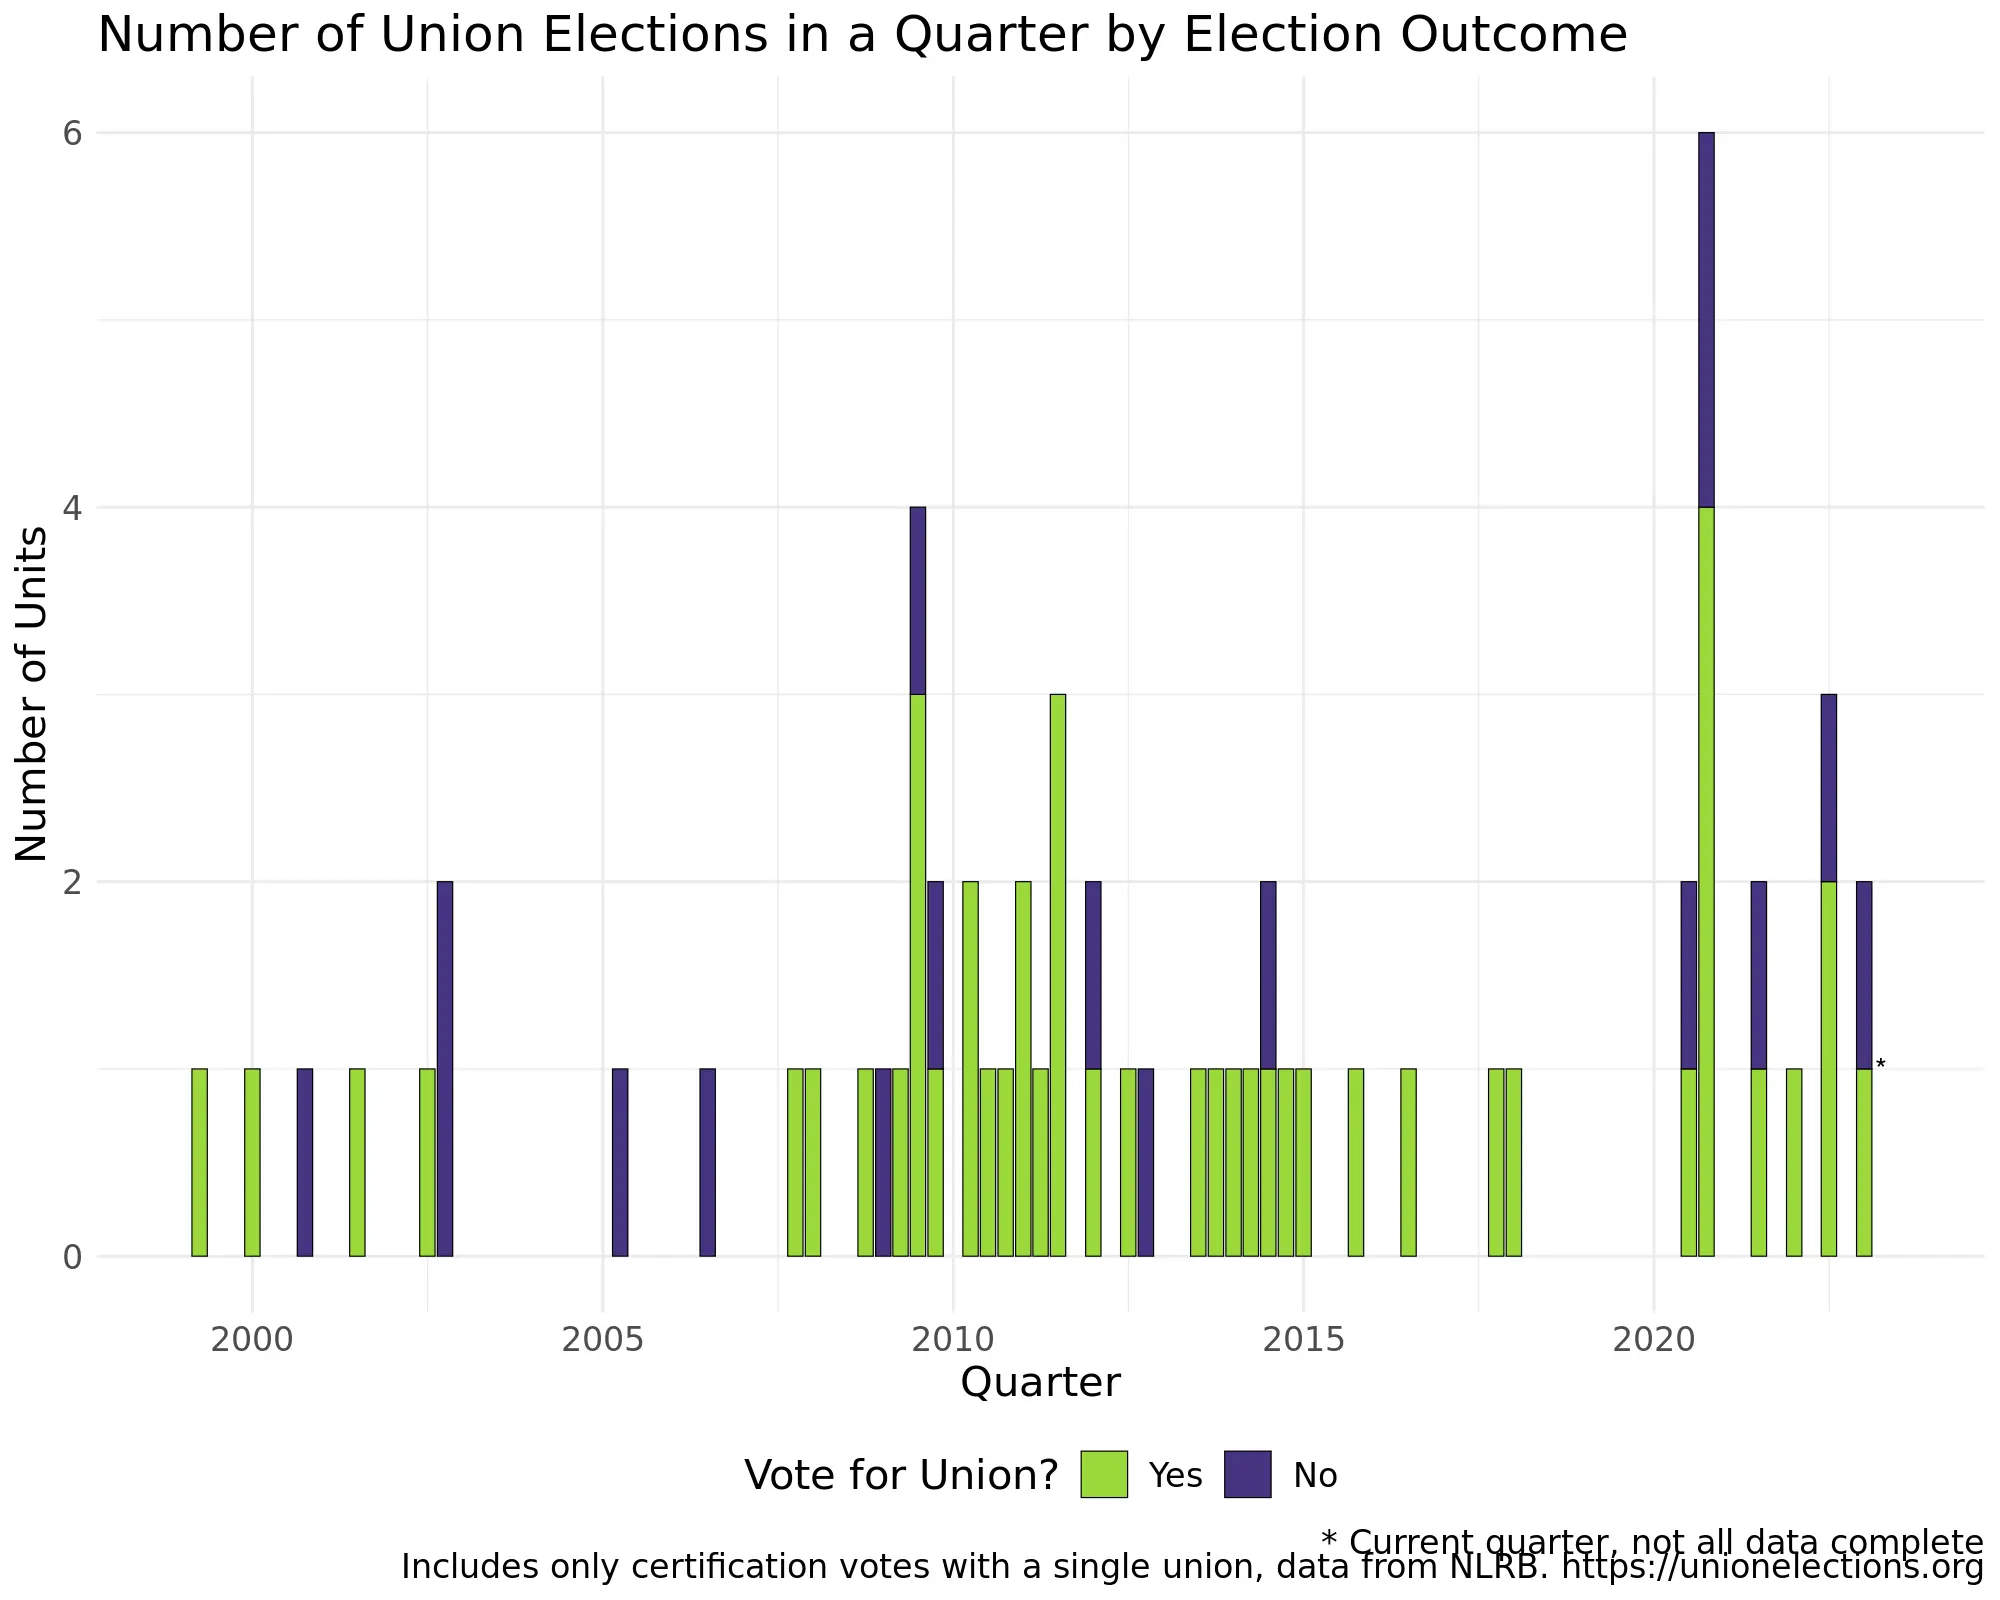 Number of Union Elections in a Quarter by Election Outcome
Number of Units
6
4
2
0
*
2000 2005 2010 2015 2020
Quarter
Vote for Union? Yes No
* Current quarter, not all data complete
Includes only certification votes with a single union, data from NLRB. https://unionelections.org